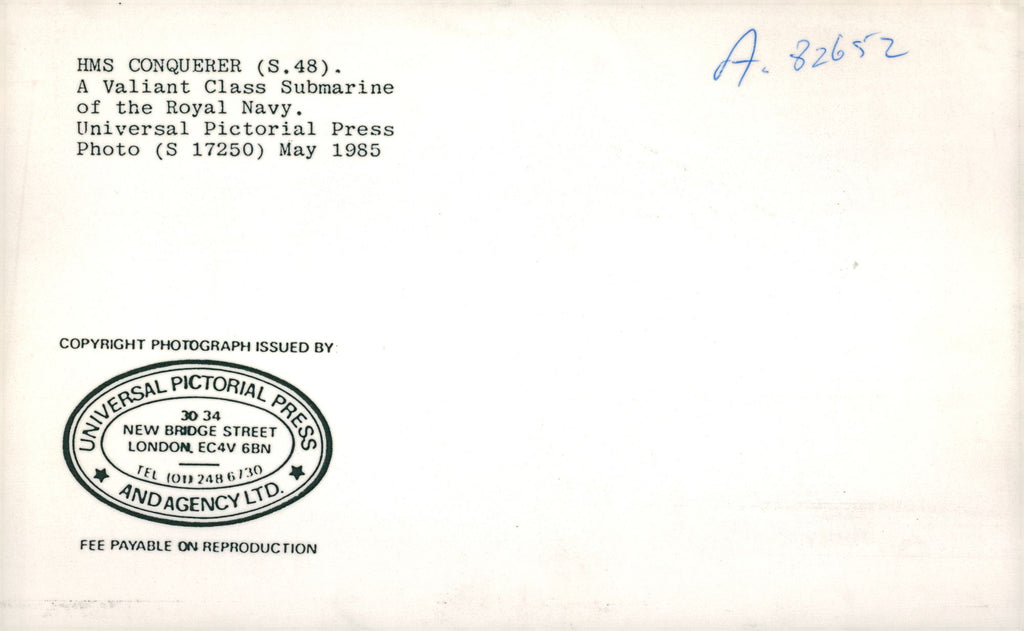 HMS CONQUERER (S.48).
A Valiant Class Submarine
of the Royal Navy.
Universal Pictorial Press
Photo (S 17250) May 1985
A. 82652
COPYRIGHT PHOTOGRAPH ISSUED BY
UNIVERSAL PICTORIAL PRESS
30 34
NEW BRIDGE STREET
LONDON, EC4V 6BN
TEL (01) 248 6730
AND AGENCY LTD.
FEE PAYABLE ON REPRODUCTION